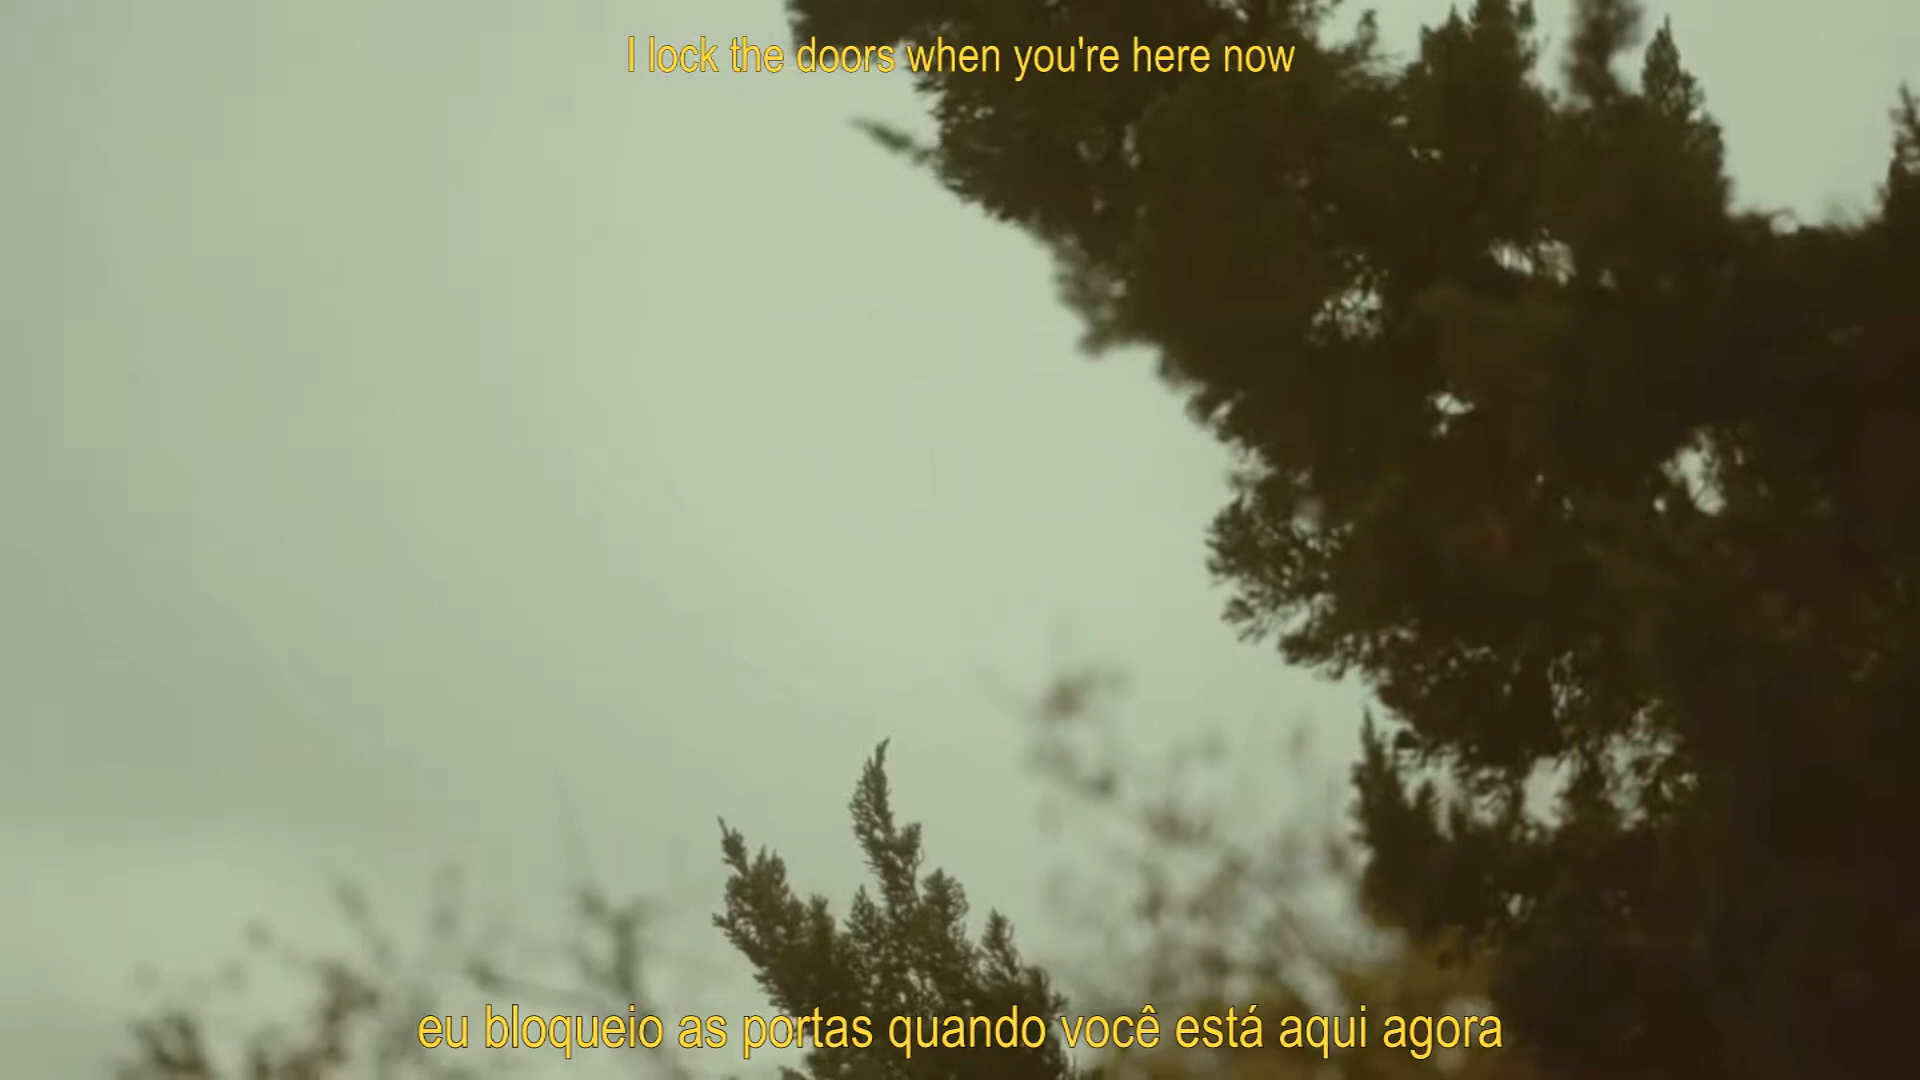 I lock the doors when you're here now
eu bloqueio as portas quando você está aqui agora